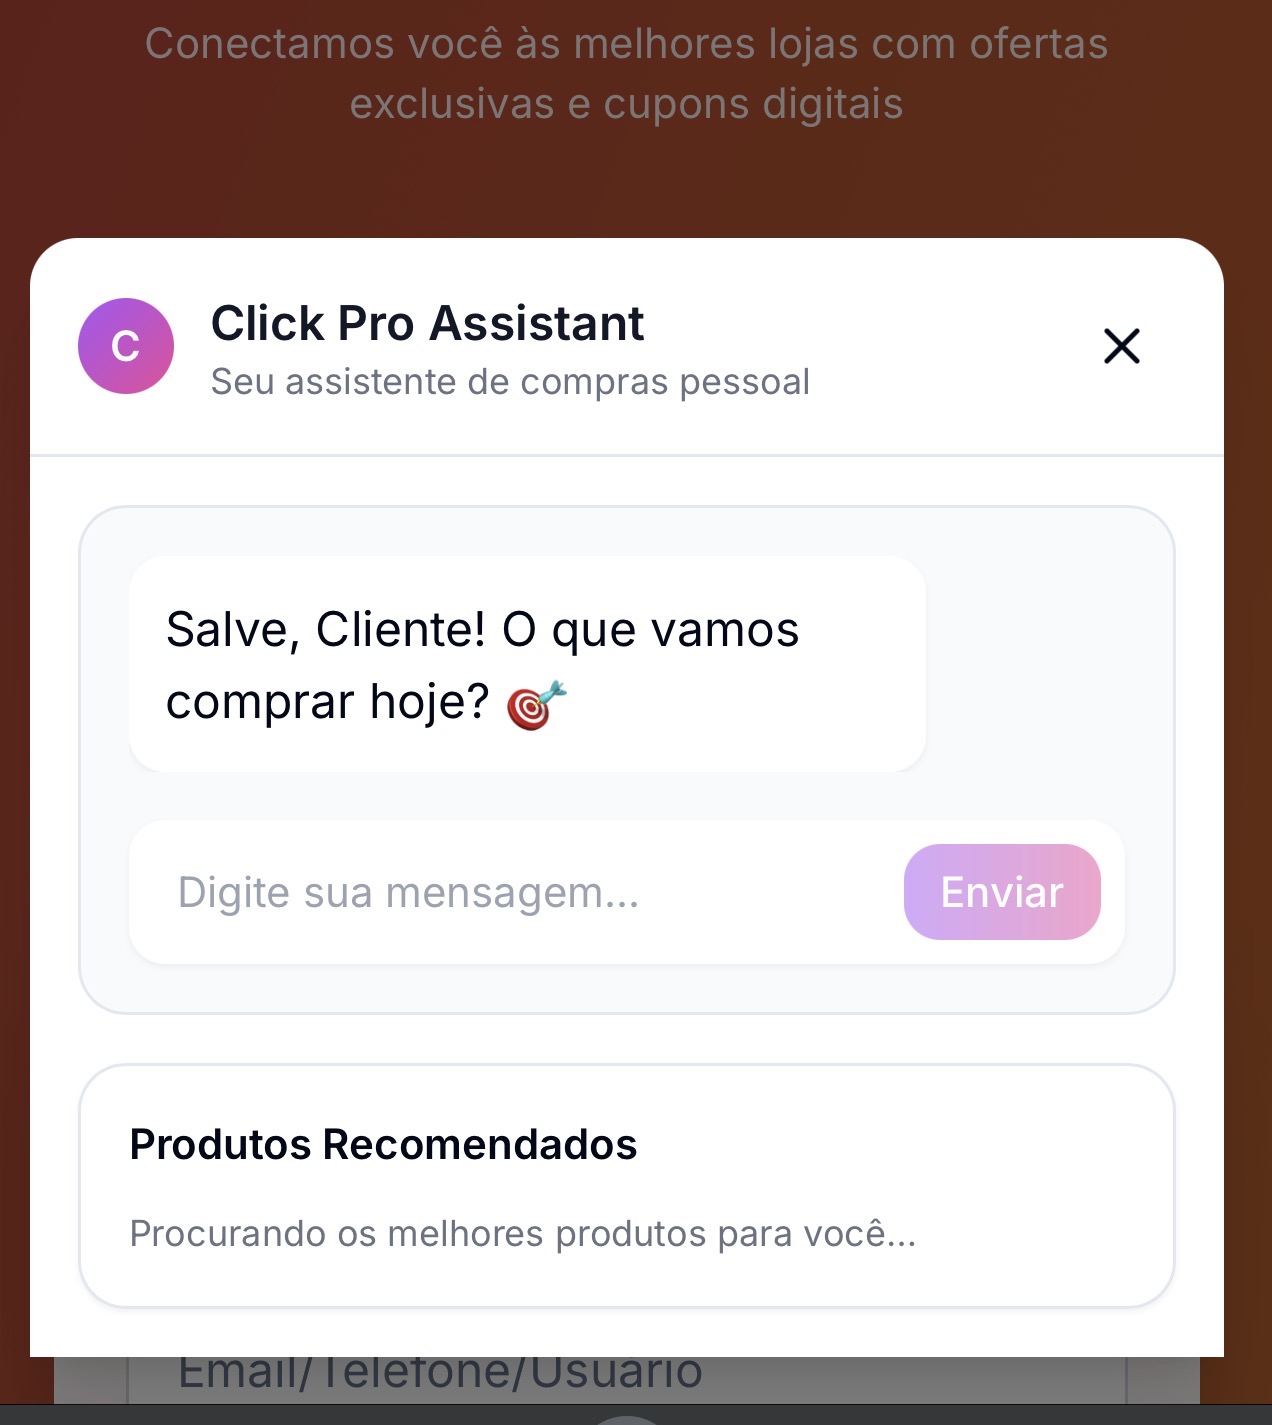 Conectamos você às melhores lojas com ofertas
exclusivas e cupons digitais
C
Click Pro Assistant
Seu assistente de compras pessoal
Salve, Cliente! O que vamos
comprar hoje? 🎯
Digite sua mensagem...
Enviar
Produtos Recomendados
Procurando os melhores produtos para você...
Email/Telefone/Usuário